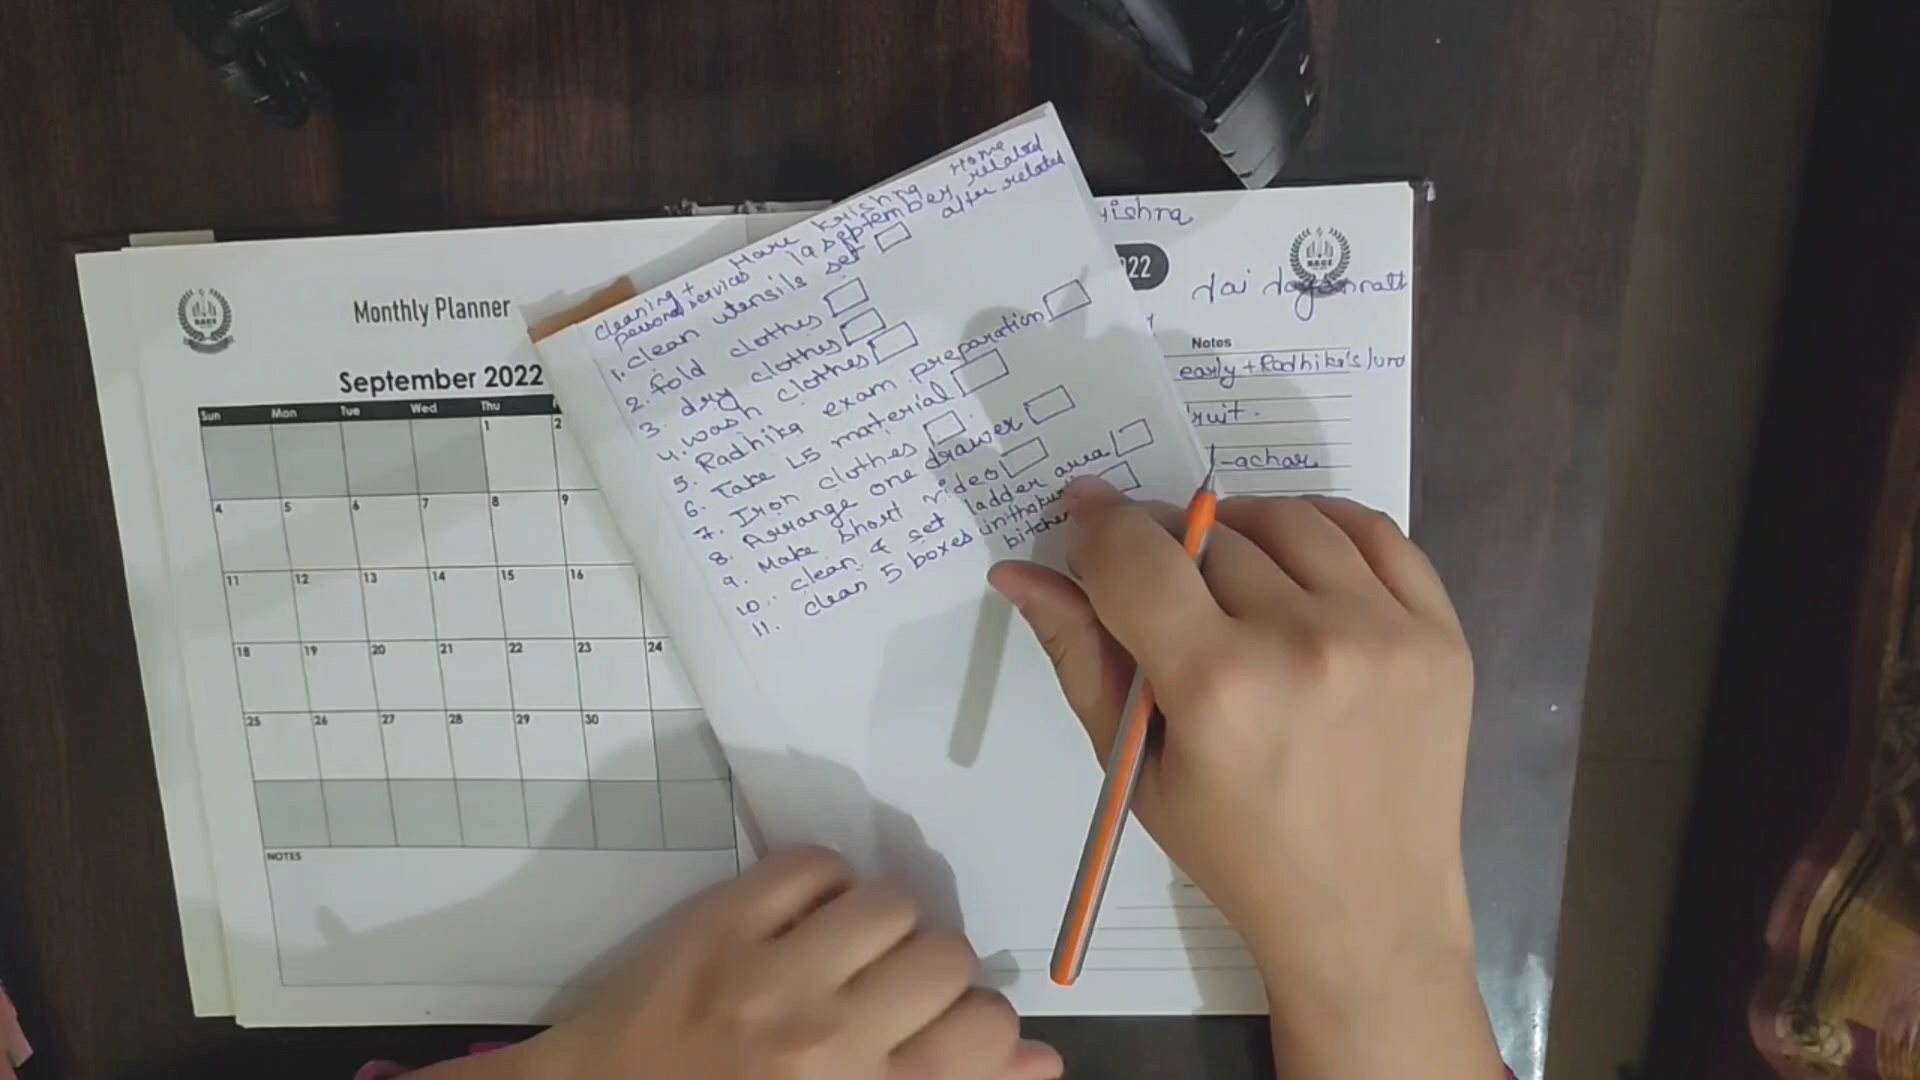 Monthly Planner
September 2022
Sun Mon Tue Wed Thu
1 2
4 5 6 7 8 9
11 12 13 14 15 16
18 19 20 21 22 23 24
25 26 27 28 29 30
NOTES
Hare Krishna Home
cleaning + related
personal services 19 september after related
1. clean utensils set
2. fold clothes
3. dry clothes
4. wash clothes
5. Radhika exam preparation
6. Take L5 material
7. Iron clothes
8. Arrange one drawer
9. Make short video
10. clean & set ladder area
11. clean 5 boxes in
22
Jai
Notes
early + Radhika's
-achar